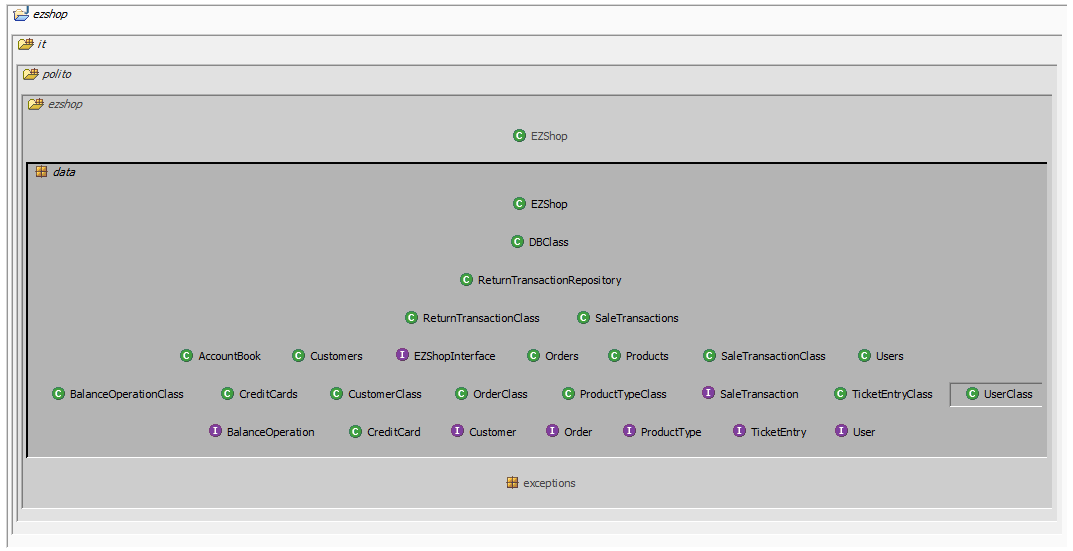 ezshop
it
polito
ezshop
EZShop
data
EZShop
DBClass
ReturnTransactionRepository
ReturnTransactionClass SaleTransactions
AccountBook Customers EZShopInterface Orders Products SaleTransactionClass Users
BalanceOperationClass CreditCards CustomerClass OrderClass ProductTypeClass SaleTransaction TicketEntryClass UserClass
BalanceOperation CreditCard Customer Order ProductType TicketEntry User
exceptions